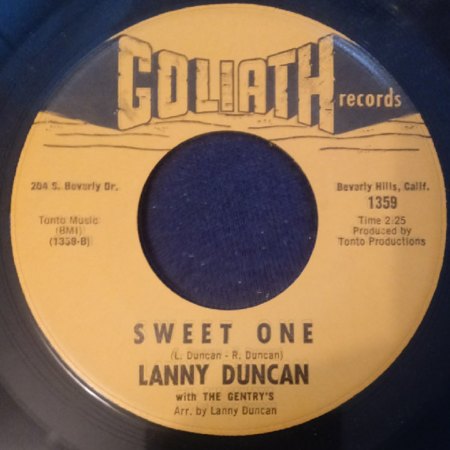 GOLIATH records
204 S. Beverly Dr.
Beverly Hills, Calif.
1359
Tonto Music
(BMI)
(1359-B)
Time 2:25
Produced by
Tonto Productions
SWEET ONE
(L. Duncan - R. Duncan)
LANNY DUNCAN
with THE GENTRY'S
Arr. by Lanny Duncan